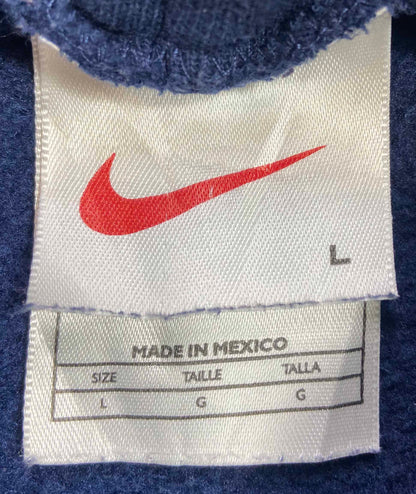 L
MADE IN MEXICO
SIZE TAILLE TALLA
L G G